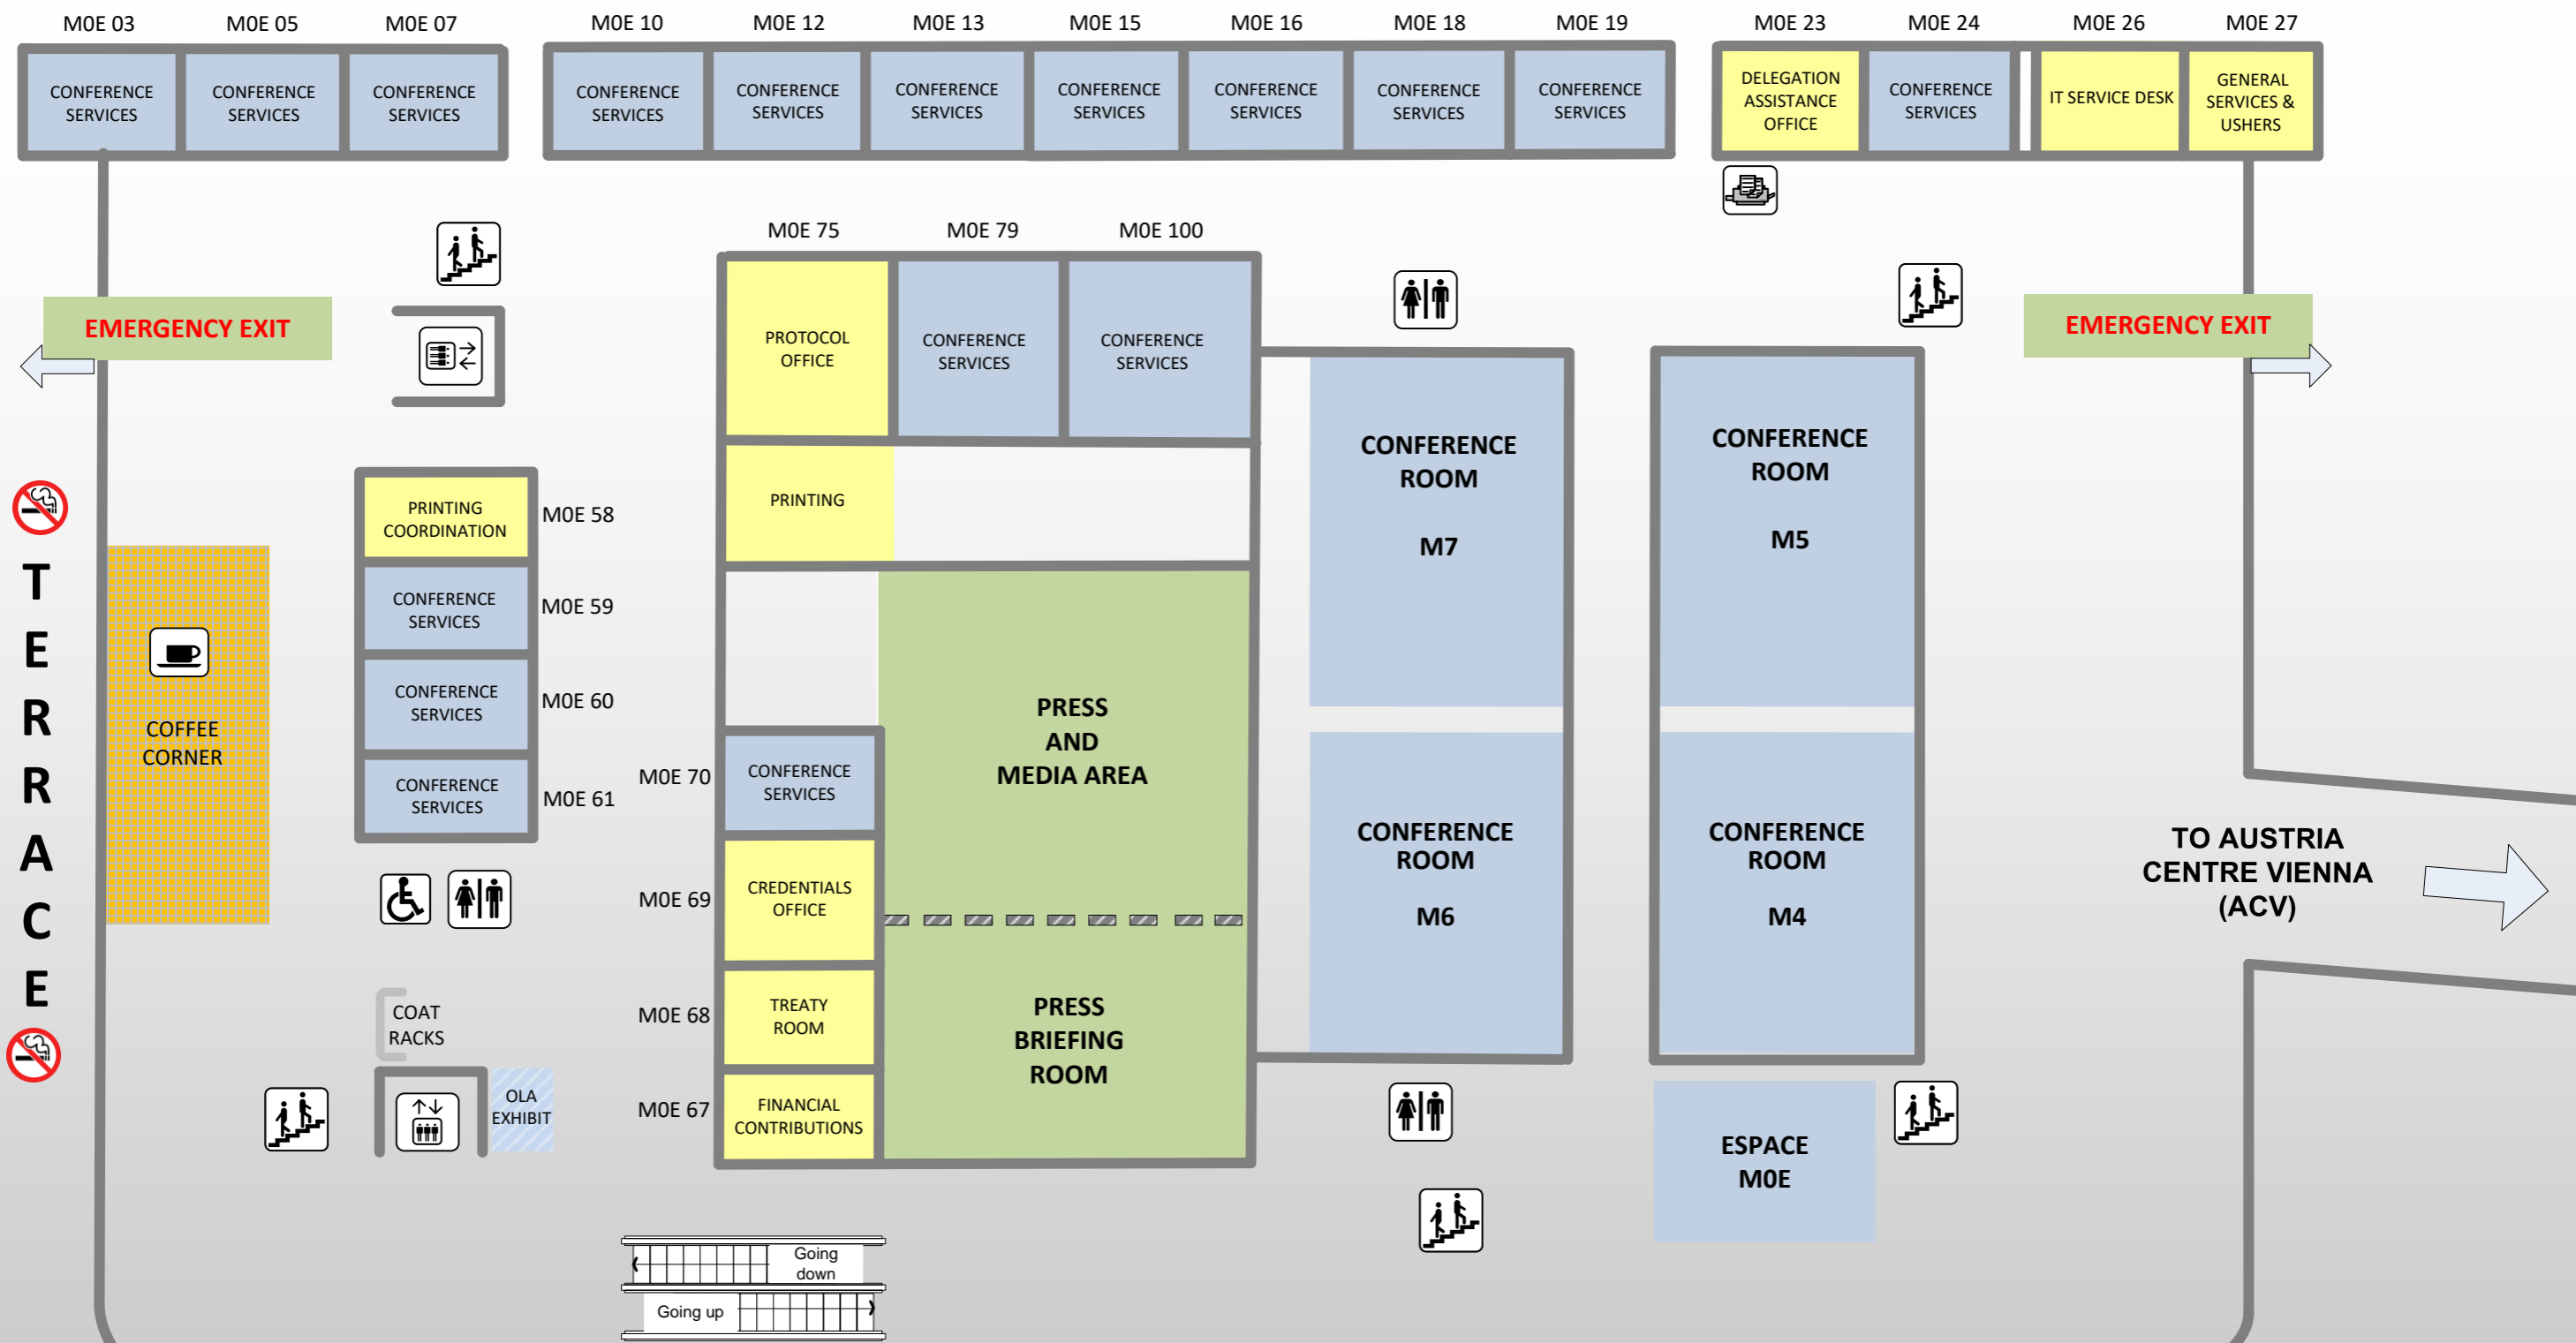 M0E 03
M0E 05
M0E 07
M0E 10
M0E 12
M0E 13
M0E 15
M0E 16
M0E 18
M0E 19
M0E 23
M0E 24
M0E 26
M0E 27
CONFERENCE
SERVICES
CONFERENCE
SERVICES
CONFERENCE
SERVICES
CONFERENCE
SERVICES
CONFERENCE
SERVICES
CONFERENCE
SERVICES
CONFERENCE
SERVICES
CONFERENCE
SERVICES
CONFERENCE
SERVICES
CONFERENCE
SERVICES
DELEGATION
ASSISTANCE
OFFICE
CONFERENCE
SERVICES
IT SERVICE DESK
GENERAL
SERVICES &
USHERS
M0E 75
M0E 79
M0E 100
EMERGENCY EXIT
PROTOCOL
OFFICE
CONFERENCE
SERVICES
CONFERENCE
SERVICES
EMERGENCY EXIT
PRINTING
CONFERENCE
ROOM
M7
CONFERENCE
ROOM
M5
TERRACE
PRINTING
COORDINATION
M0E 58
CONFERENCE
SERVICES
M0E 59
CONFERENCE
SERVICES
M0E 60
CONFERENCE
SERVICES
M0E 61
COFFEE
CORNER
PRESS
AND
MEDIA AREA
M0E 70
CONFERENCE
SERVICES
M0E 69
CREDENTIALS
OFFICE
M0E 68
TREATY
ROOM
M0E 67
FINANCIAL
CONTRIBUTIONS
PRESS
BRIEFING
ROOM
CONFERENCE
ROOM
M6
CONFERENCE
ROOM
M4
TO AUSTRIA
CENTRE VIENNA
(ACV)
COAT
RACKS
OLA
EXHIBIT
ESPACE
M0E
Going
down
Going up